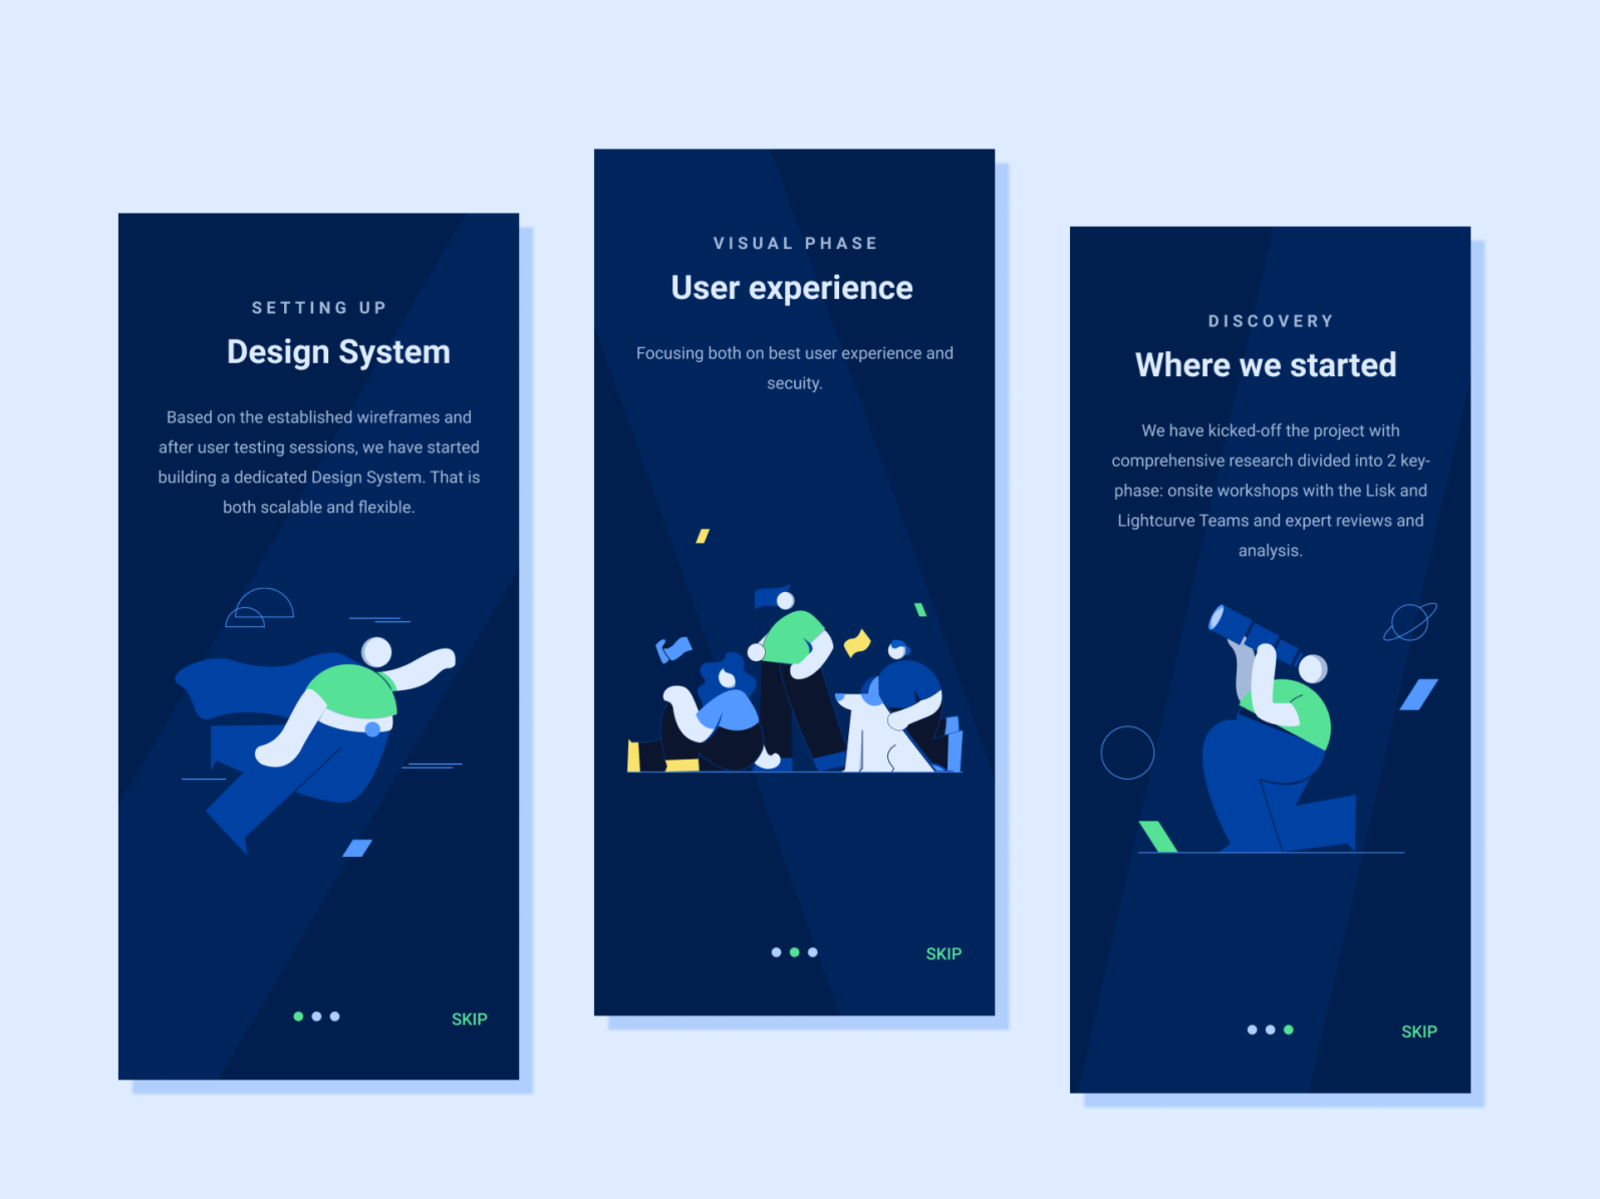 SETTING UP
Design System
Based on the established wireframes and
after user testing sessions, we have started
building a dedicated Design System. That is
both scalable and flexible.
SKIP
VISUAL PHASE
User experience
Focusing both on best user experience and
secuity.
SKIP
DISCOVERY
Where we started
We have kicked-off the project with
comprehensive research divided into 2 key-
phase: onsite workshops with the Lisk and
Lightcurve Teams and expert reviews and
analysis.
SKIP